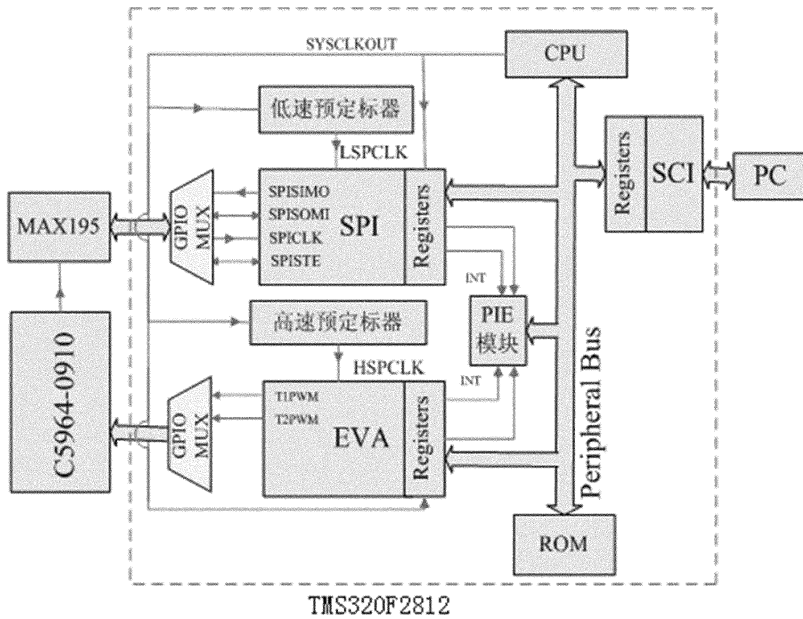 SYSCLKOUT
CPU
低速预定标器
LSPCLK
Registers
SCI
PC
MAX195
GPIO
MUX
SPISIMO
SPISOMI
SPICLK
SPISTE
SPI
Registers
INT
PIE
模块
高速预定标器
HSPCLK
INT
C5964-0910
GPIO
MUX
T1PWM
T2PWM
EVA
Registers
Peripheral Bus
ROM
TMS320F2812